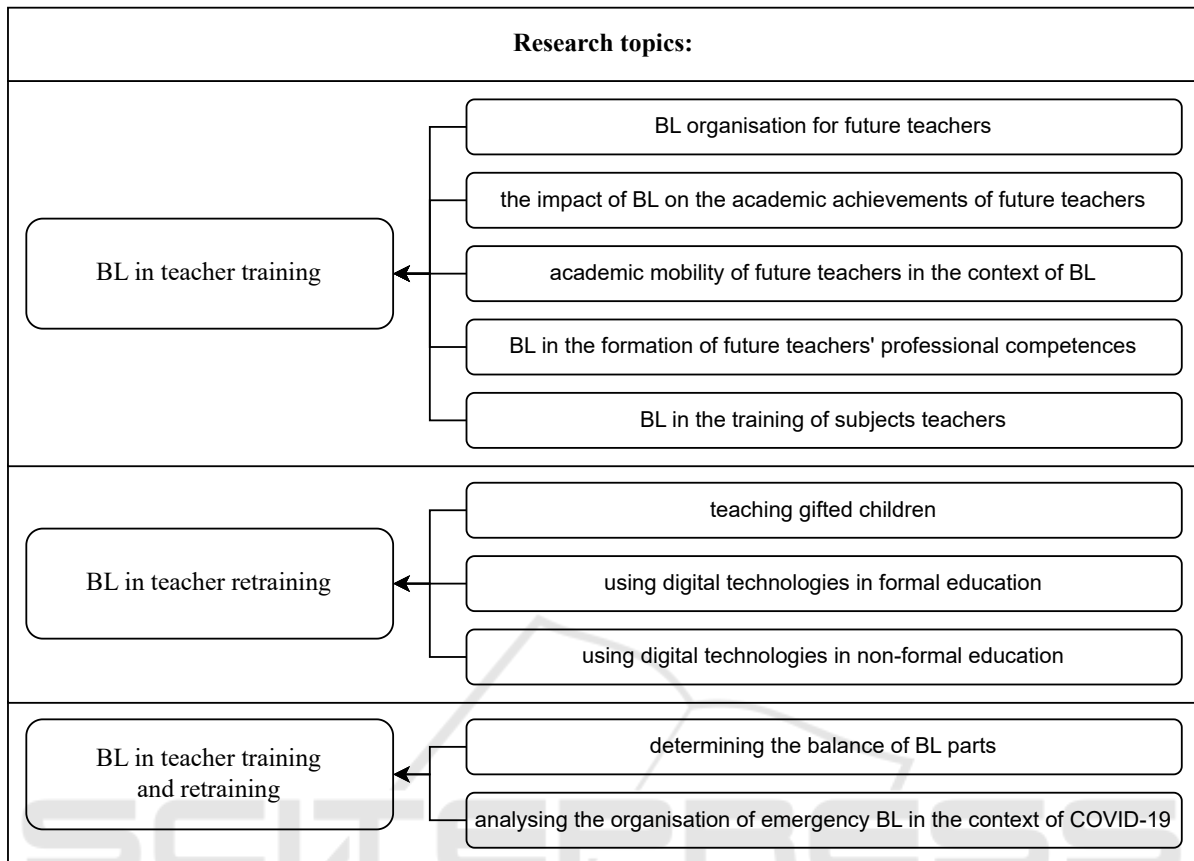 Research topics:
BL in teacher training
BL organisation for future teachers
the impact of BL on the academic achievements of future teachers
academic mobility of future teachers in the context of BL
BL in the formation of future teachers' professional competences
BL in the training of subjects teachers
BL in teacher retraining
teaching gifted children
using digital technologies in formal education
using digital technologies in non-formal education
BL in teacher training
and retraining
determining the balance of BL parts
analysing the organisation of emergency BL in the context of COVID-19
SCITEPRESS